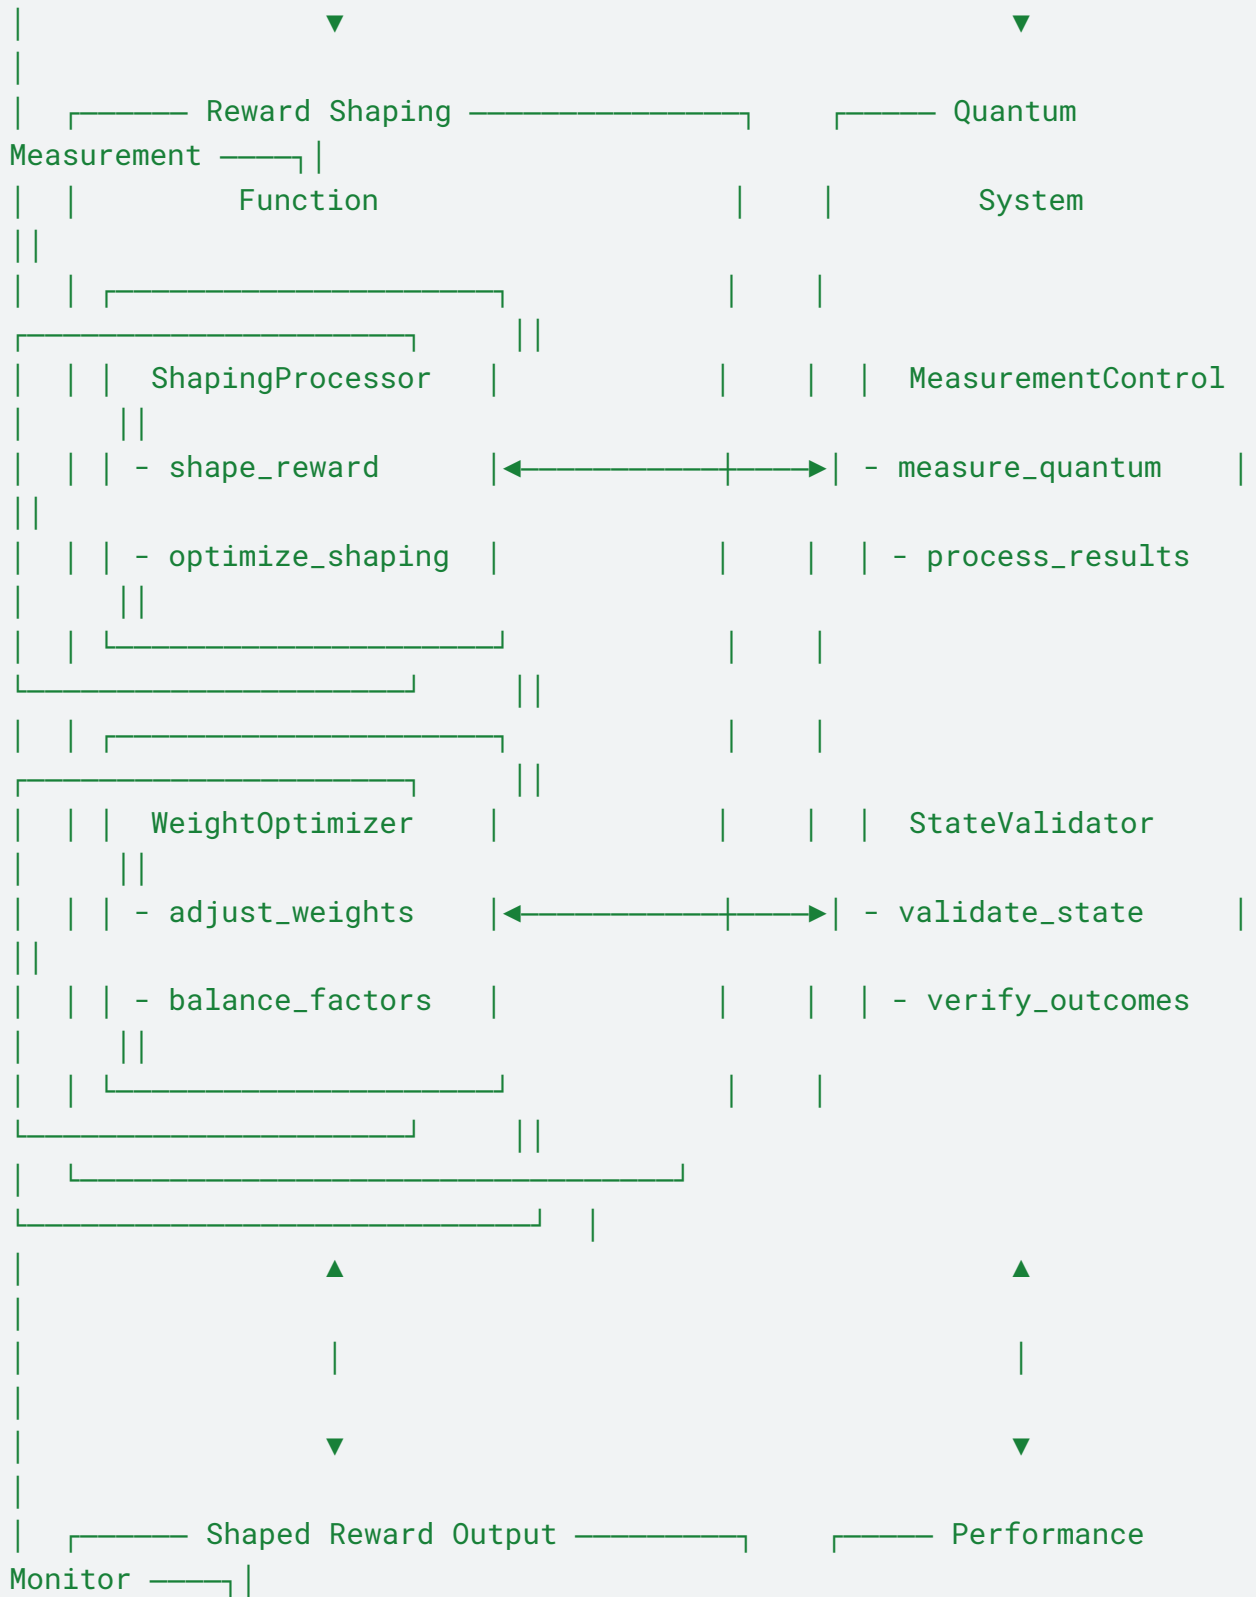 │ ▼ ▼
│
│ ┌────── Reward Shaping ───────────────┐ ┌───── Quantum
Measurement ────┐│
│ │ Function │ │ System
││
│ │ ┌─────────────────────┐ │ │
┌─────────────────────┐ ││
│ │ │ ShapingProcessor │ │ │ │ MeasurementControl
│ ││
│ │ │ - shape_reward │◄───────────┼────►│ - measure_quantum │
││
│ │ │ - optimize_shaping │ │ │ │ - process_results
│ ││
│ │ └─────────────────────┘ │ │
└─────────────────────┘ ││
│ │ ┌─────────────────────┐ │ │
┌─────────────────────┐ ││
│ │ │ WeightOptimizer │ │ │ │ StateValidator
│ ││
│ │ │ - adjust_weights │◄───────────┼────►│ - validate_state │
││
│ │ │ - balance_factors │ │ │ │ - verify_outcomes
│ ││
│ │ └─────────────────────┘ │ │
└─────────────────────┘ ││
│ └─────────────────────────────────┘
└────────────────────────────┘ │
│ ▲ ▲
│
│ │ │
│
│ ▼ ▼
│
│ ┌────── Shaped Reward Output ─────────┐ ┌───── Performance
Monitor ────┐│